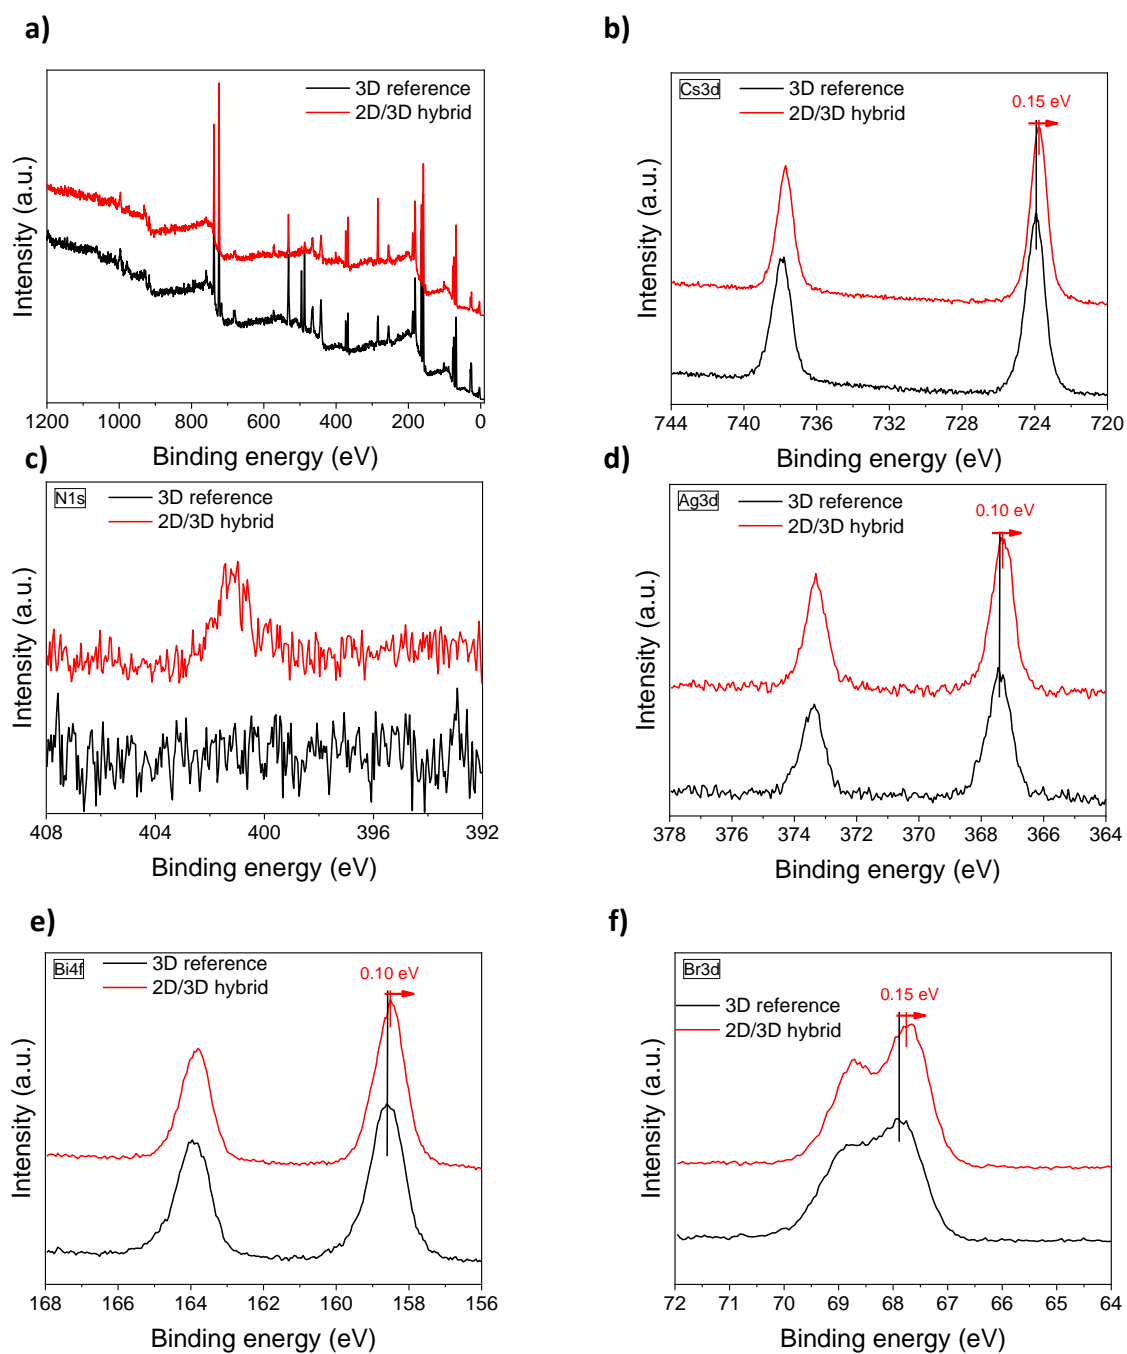 a)
3D reference
2D/3D hybrid
Intensity (a.u.)
1200 1000 800 600 400 200 0
Binding energy (eV)
b)
Cs3d
3D reference
2D/3D hybrid
0.15 eV
Intensity (a.u.)
744 740 736 732 728 724 720
Binding energy (eV)
c)
N1s
3D reference
2D/3D hybrid
Intensity (a.u.)
408 404 400 396 392
Binding energy (eV)
d)
Ag3d
3D reference
2D/3D hybrid
0.10 eV
Intensity (a.u.)
378 376 374 372 370 368 366 364
Binding energy (eV)
e)
Bi4f
3D reference
2D/3D hybrid
0.10 eV
Intensity (a.u.)
168 166 164 162 160 158 156
Binding energy (eV)
f)
Br3d
3D reference
2D/3D hybrid
0.15 eV
Intensity (a.u.)
72 71 70 69 68 67 66 65 64
Binding energy (eV)